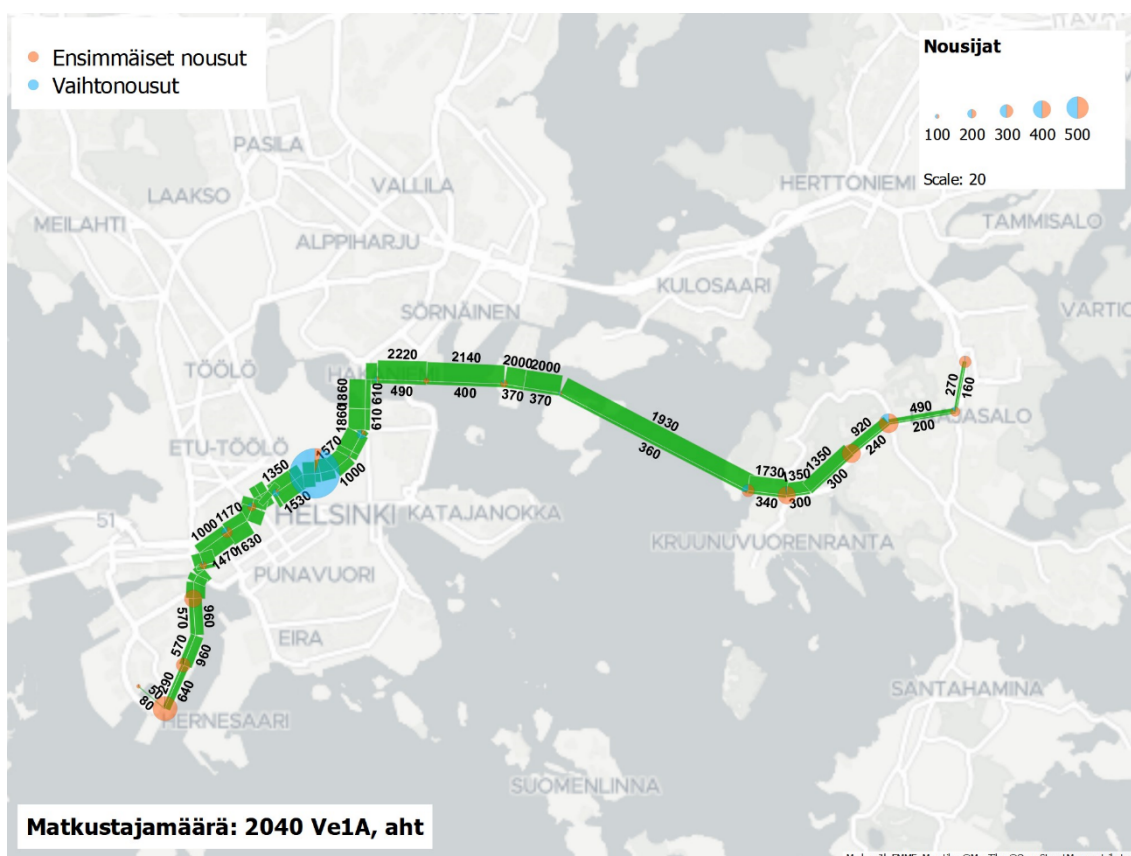 Ensimmäiset nousut
Vaihtonousut
Nousijat
100 200 300 400 500
Scale: 20
PASILA
LAAKSO
VALLILA
MEILAHTI
ALPPIHARJU
HERTTONIEMI
TAMMISALO
KULOSAARI
VARTIO
SÖRNÄINEN
TÖÖLÖ
HAKANIEMI
2220
2140
2000
2000
490
400
370
370
1860
610
1860
610
ETU-TÖÖLÖ
1930
360
270
160
490
200
920
240
1350
1350
1730
340
300
300
1570
1000
1350
1530
1170
1000
1470
1630
HELSINKI
KATAJANOKKA
KRUUNUVUORENRANTA
51
PUNAVUORI
EIRA
570
960
570
960
290
640
50
80
HERNESAARI
SANTAHAMINA
SUOMENLINNA
Matkustajamäärä: 2040 Ve1A, aht